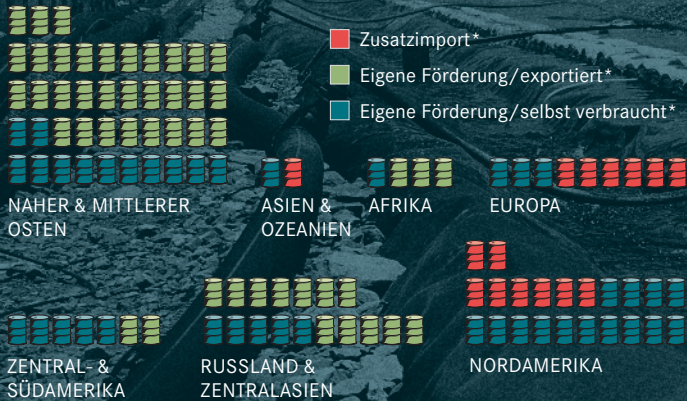 Zusatzimport*
Eigene Förderung/exportiert*
Eigene Förderung/selbst verbraucht*
NAHER & MITTLERER
OSTEN
ASIEN &
OZEANIEN
AFRIKA
EUROPA
ZENTRAL- &
SÜDAMERIKA
RUSSLAND &
ZENTRALASIEN
NORDAMERIKA